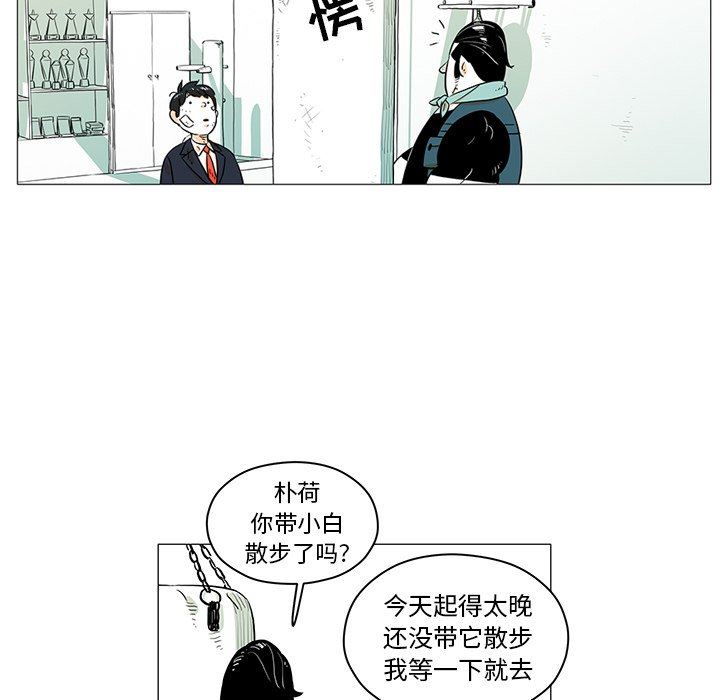 愣
朴荷
你带小白
散步了吗?
今天起得太晚
还没带它散步
我等一下就去